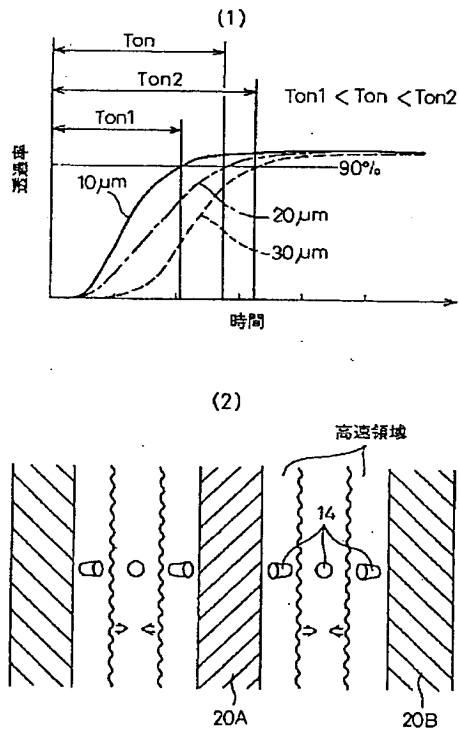 (1)
Ton
Ton2
Ton1<Ton<Ton2
Ton1
透過率
90%
10μm
20μm
30μm
時間
(2)
高速領域
14
20A
20B